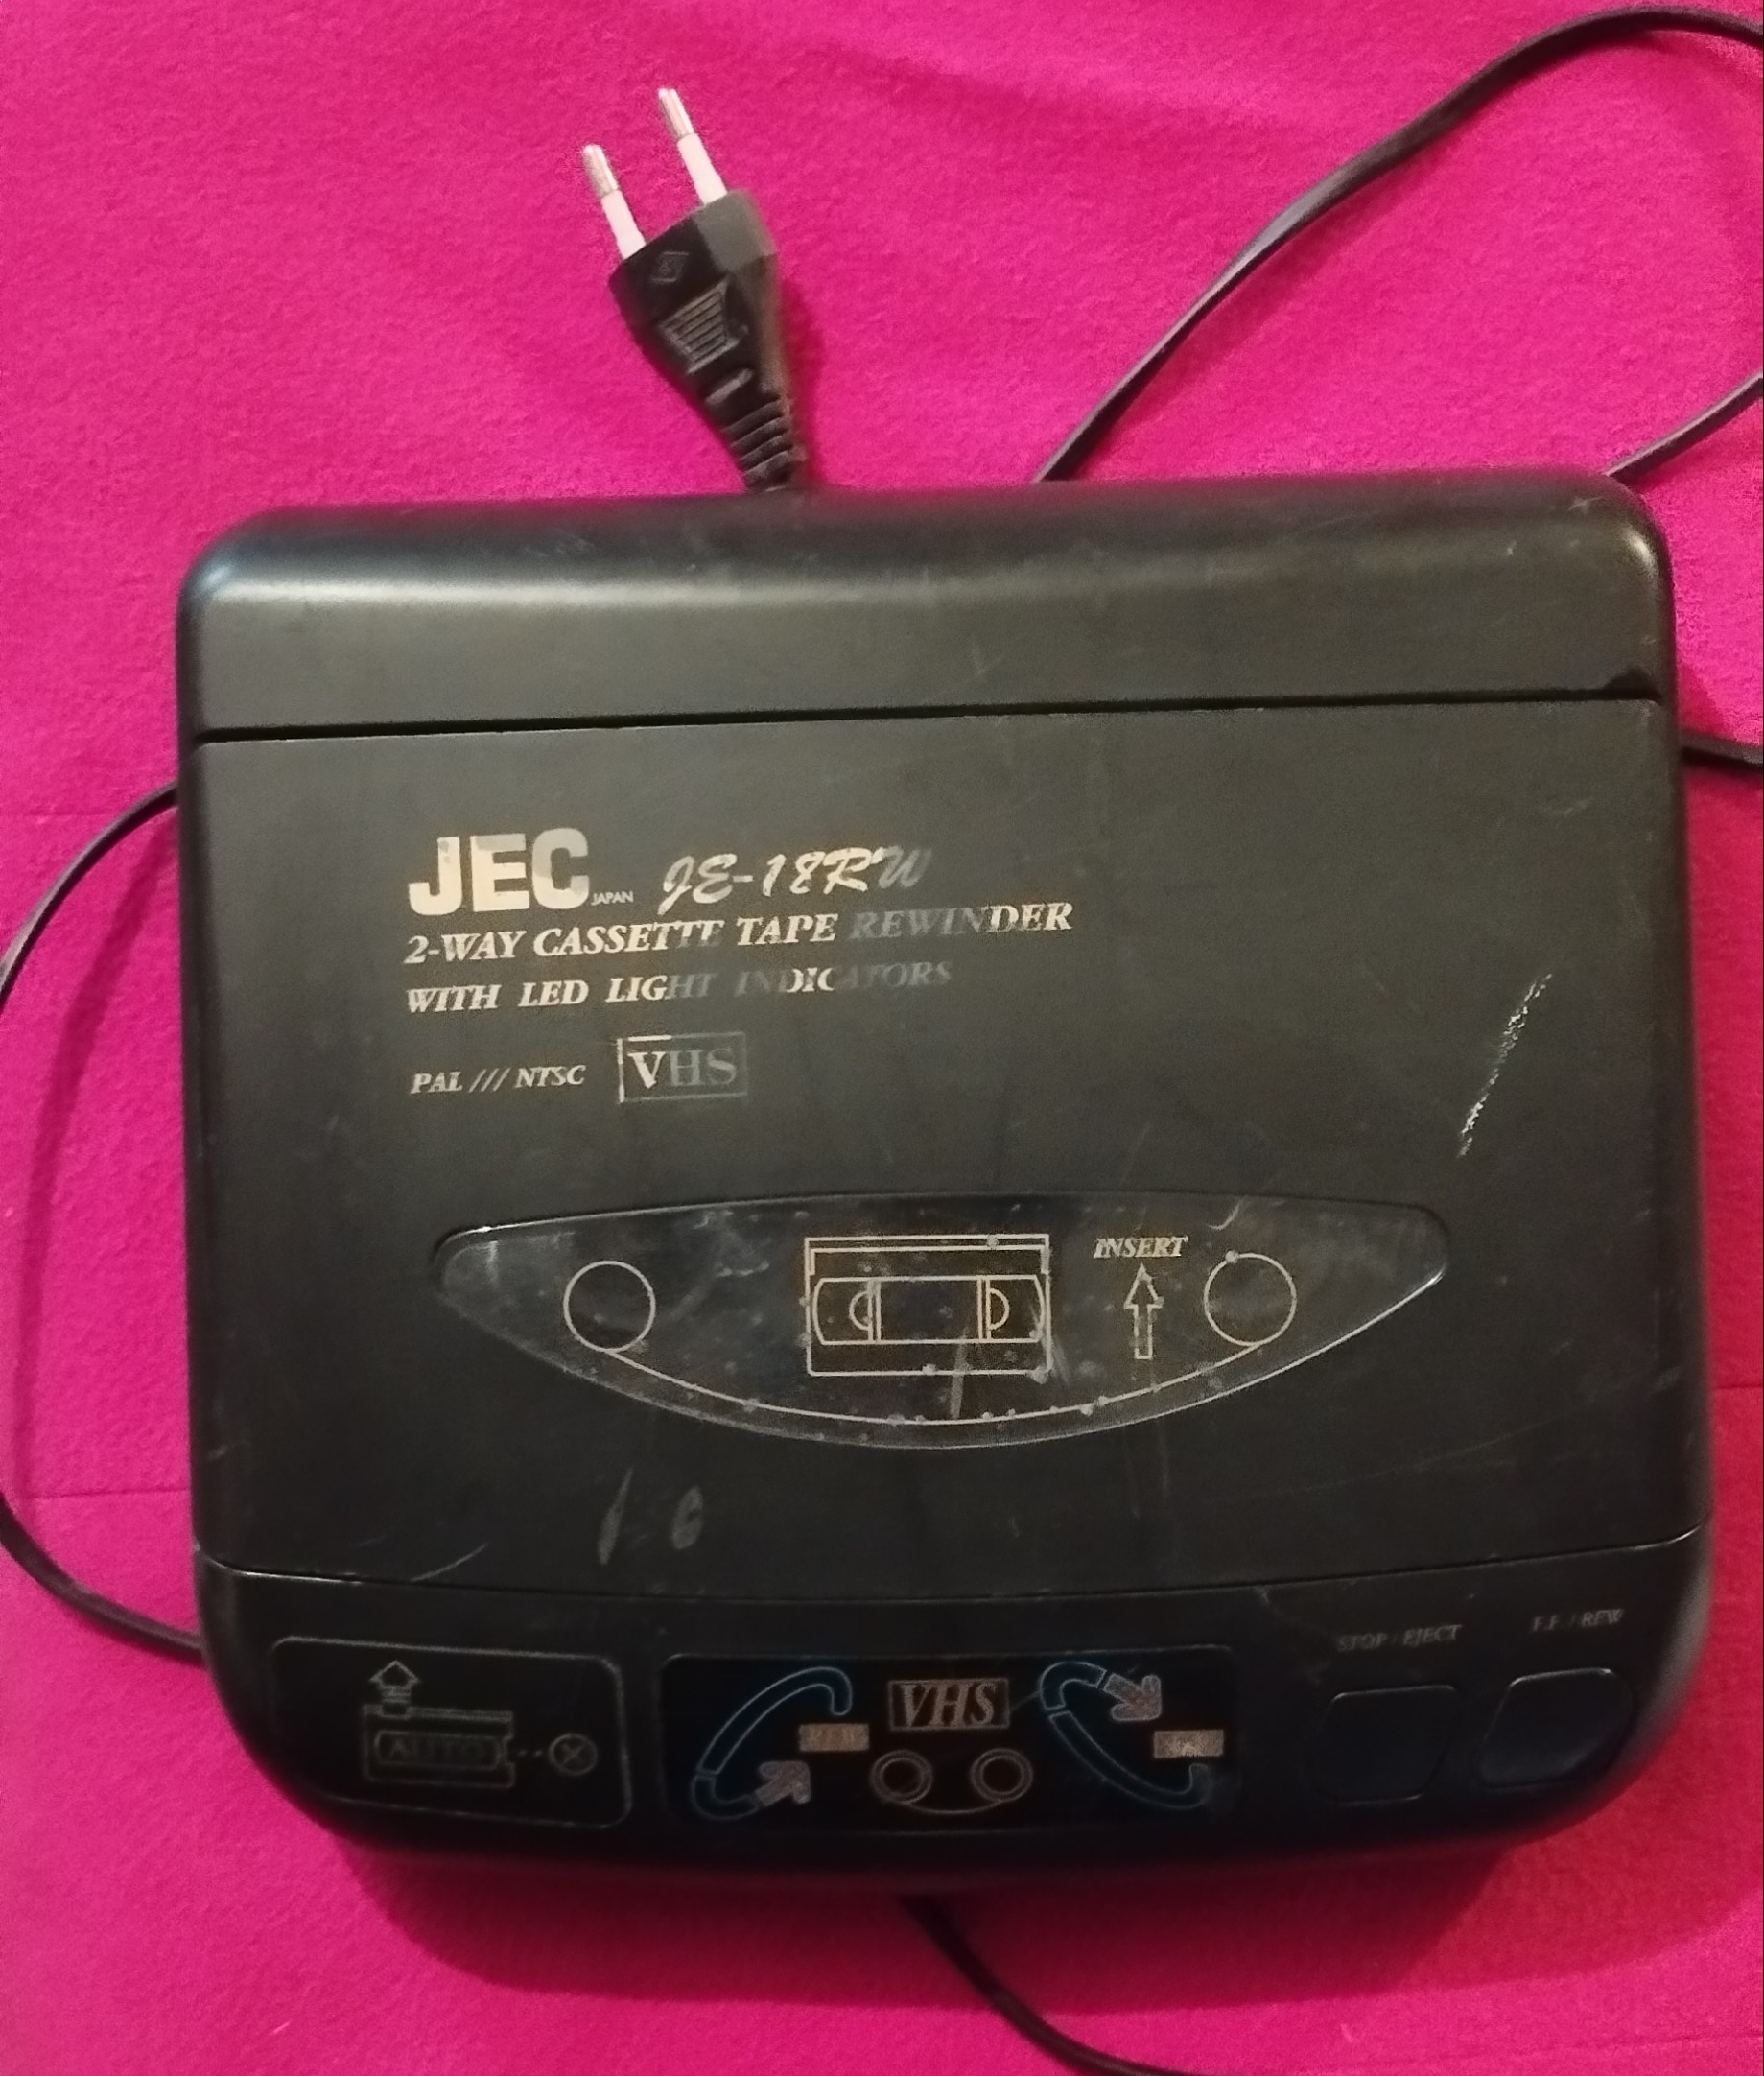 JEC JAPAN JE-18RW
2-WAY CASSETTE TAPE REWINDER
WITH LED LIGHT INDICATORS
PAL /// NTSC VHS
INSERT
STOP / EJECT F.F. / REW
VHS
REW
AUTO